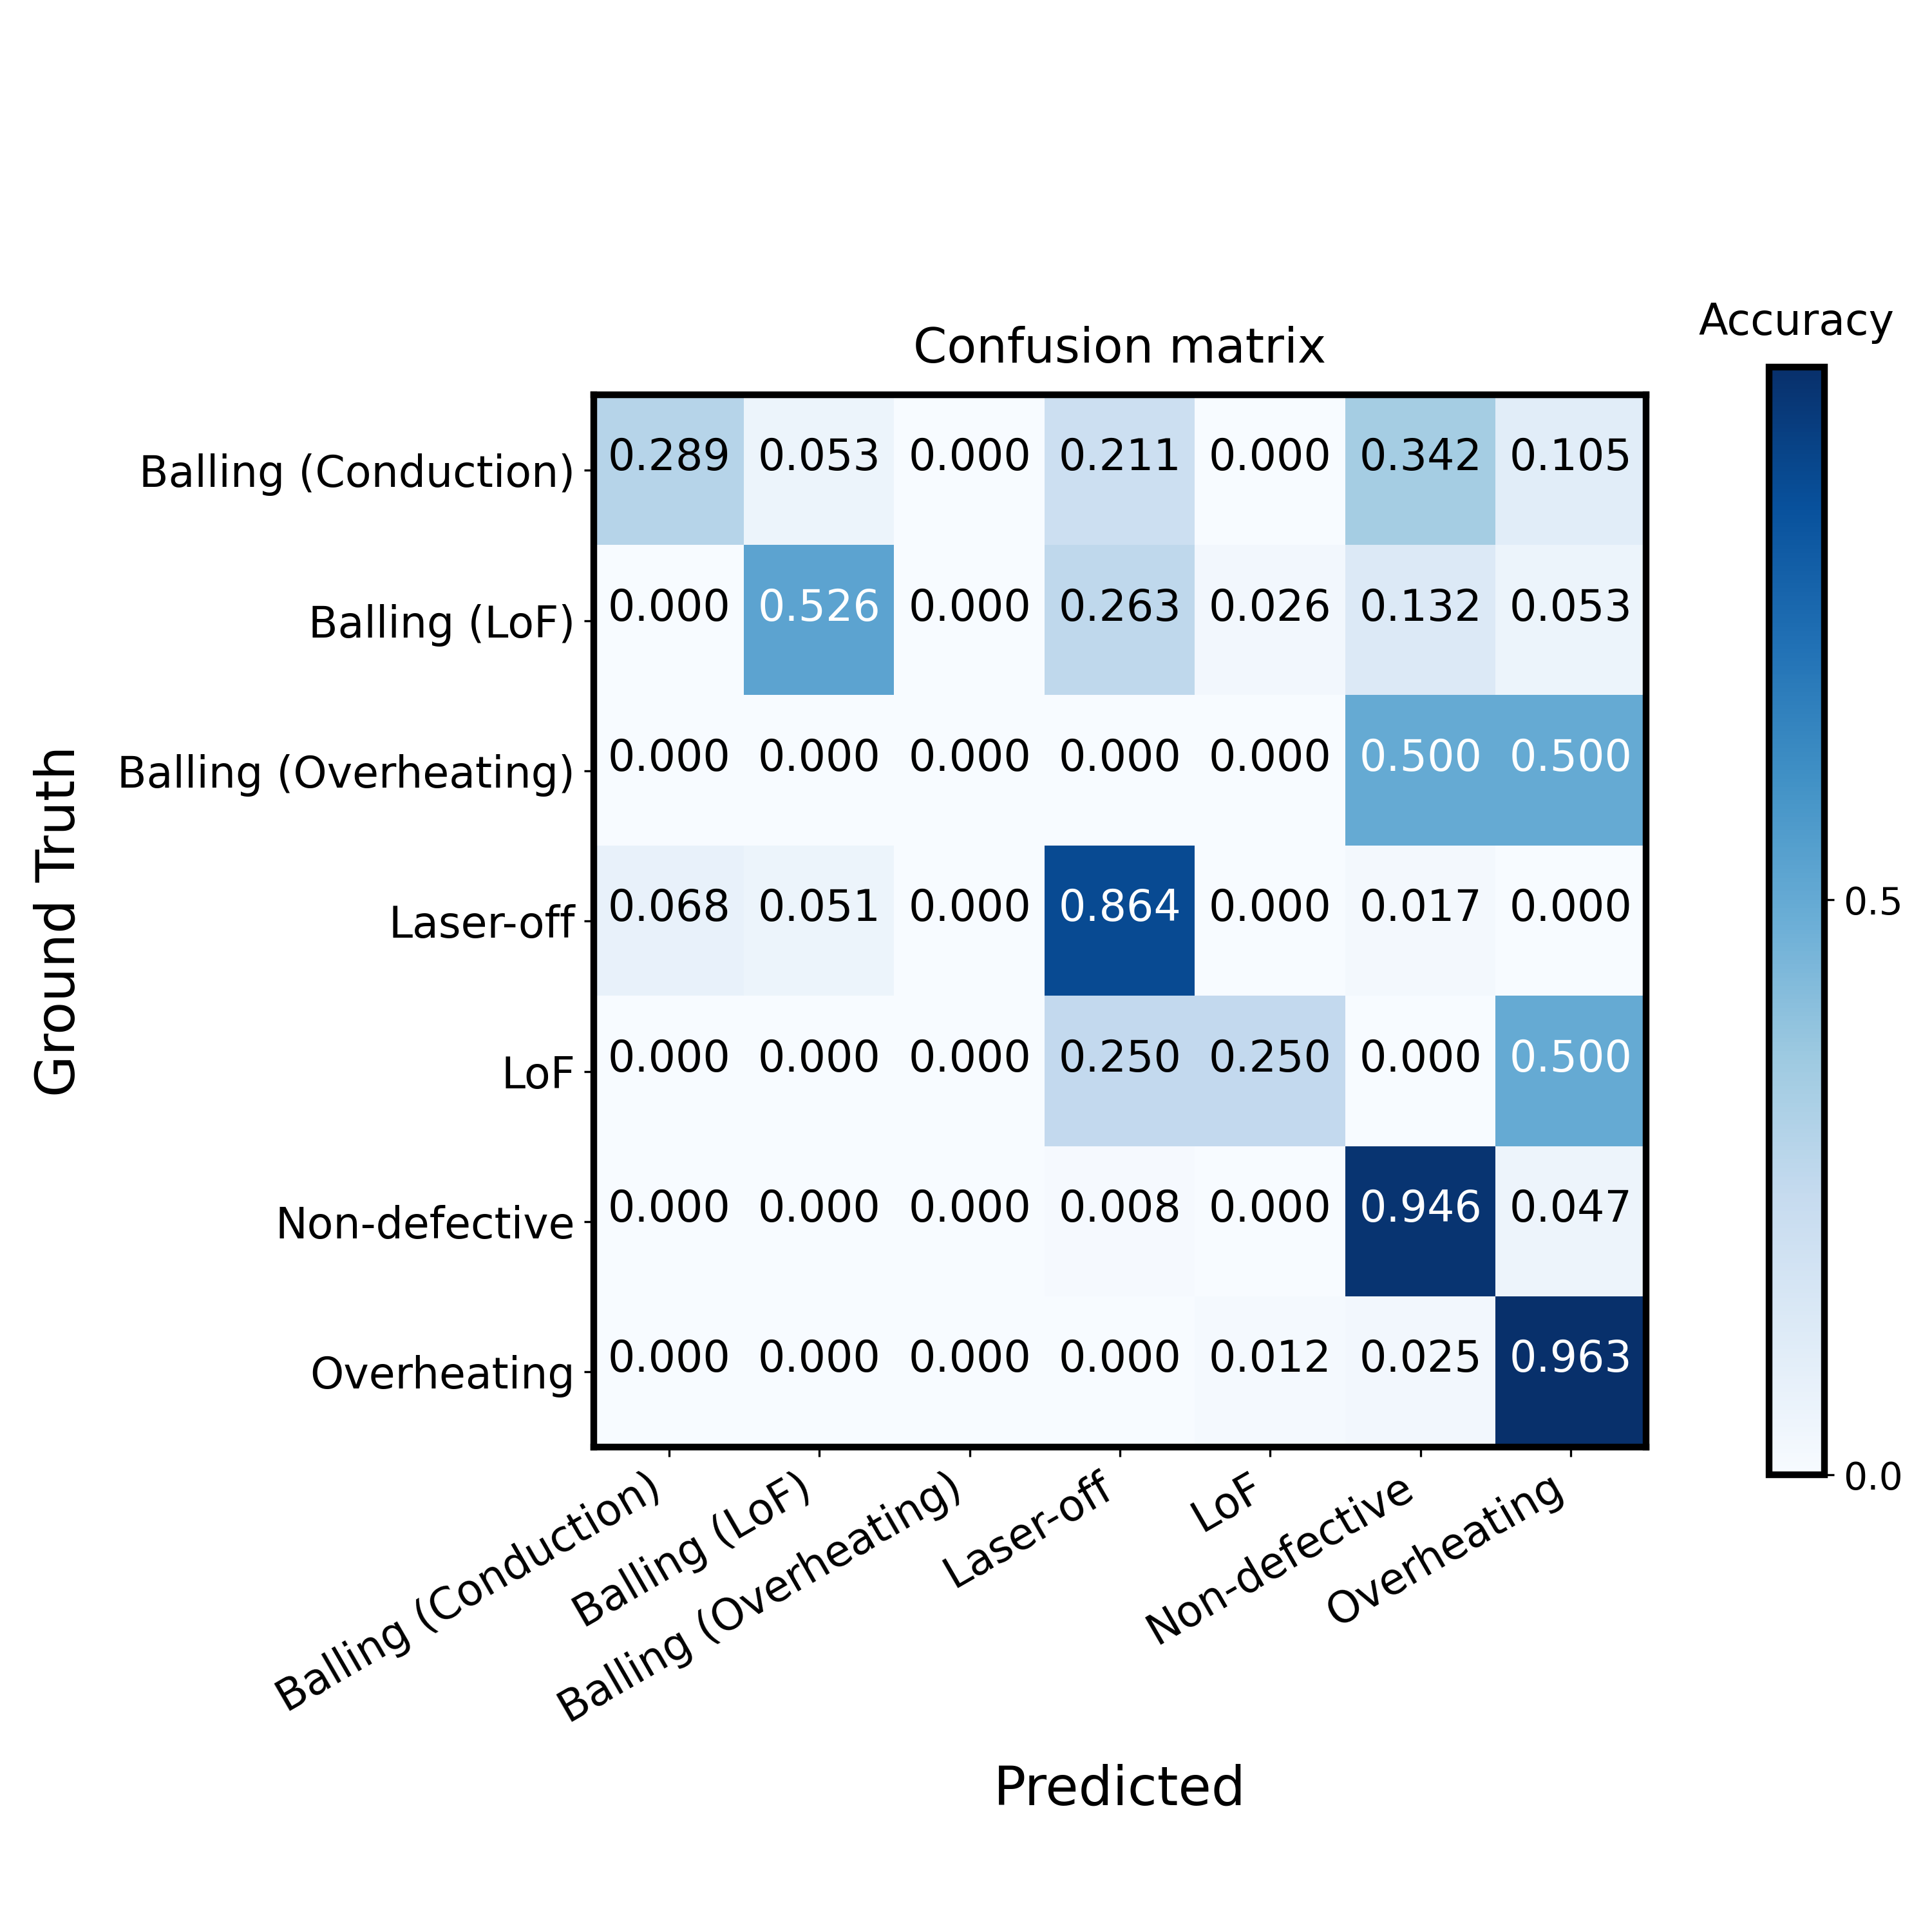 Accuracy
Confusion matrix
Balling (Conduction) 0.289 0.053 0.000 0.211 0.000 0.342 0.105
Balling (LoF) 0.000 0.526 0.000 0.263 0.026 0.132 0.053
Balling (Overheating) 0.000 0.000 0.000 0.000 0.000 0.500 0.500
Laser-off 0.068 0.051 0.000 0.864 0.000 0.017 0.000
LoF 0.000 0.000 0.000 0.250 0.250 0.000 0.500
Non-defective 0.000 0.000 0.000 0.008 0.000 0.946 0.047
Overheating 0.000 0.000 0.000 0.000 0.012 0.025 0.963
Ground Truth
0.5
0.0
Balling (Conduction)
Balling (LoF)
Balling (Overheating)
Laser-off
LoF
Non-defective
Overheating
Predicted